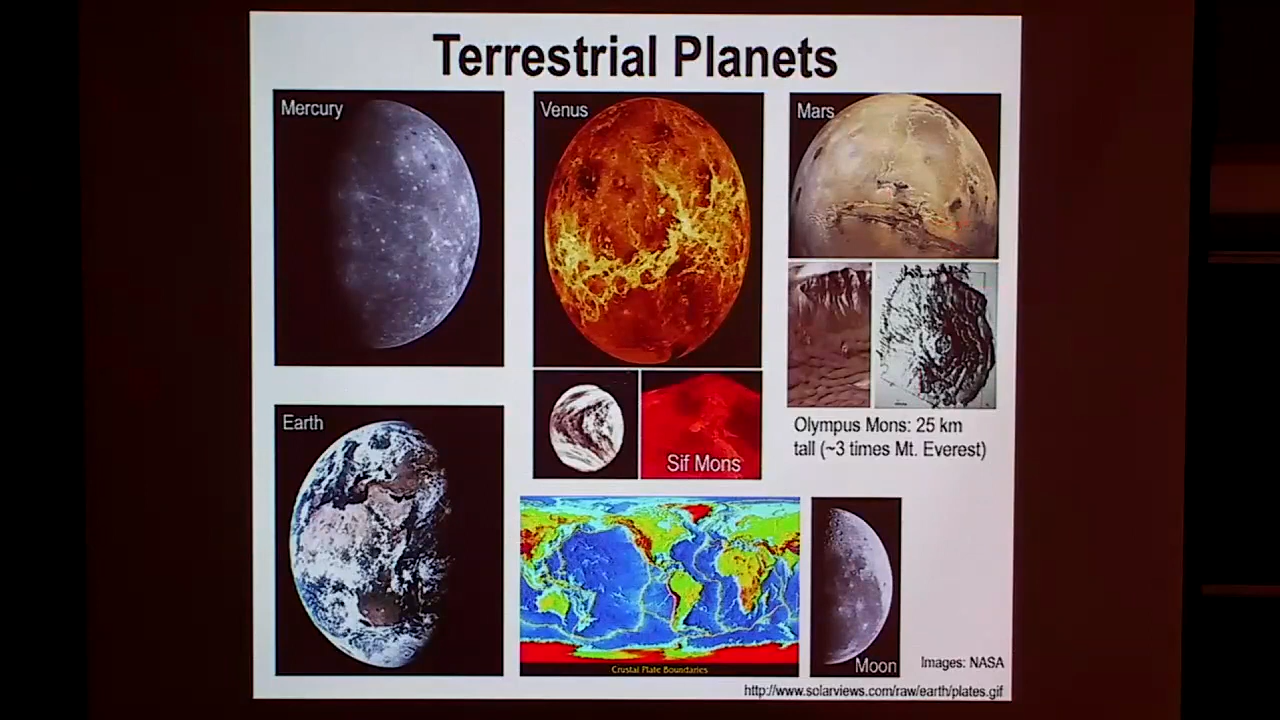 Terrestrial Planets
Mercury
Venus
Mars
Olympus Mons: 25 km
tall (~3 times Mt. Everest)
Earth
Sif Mons
Crustal Plate Boundaries
Moon
Images: NASA
http://www.solarviews.com/raw/earth/plates.gif